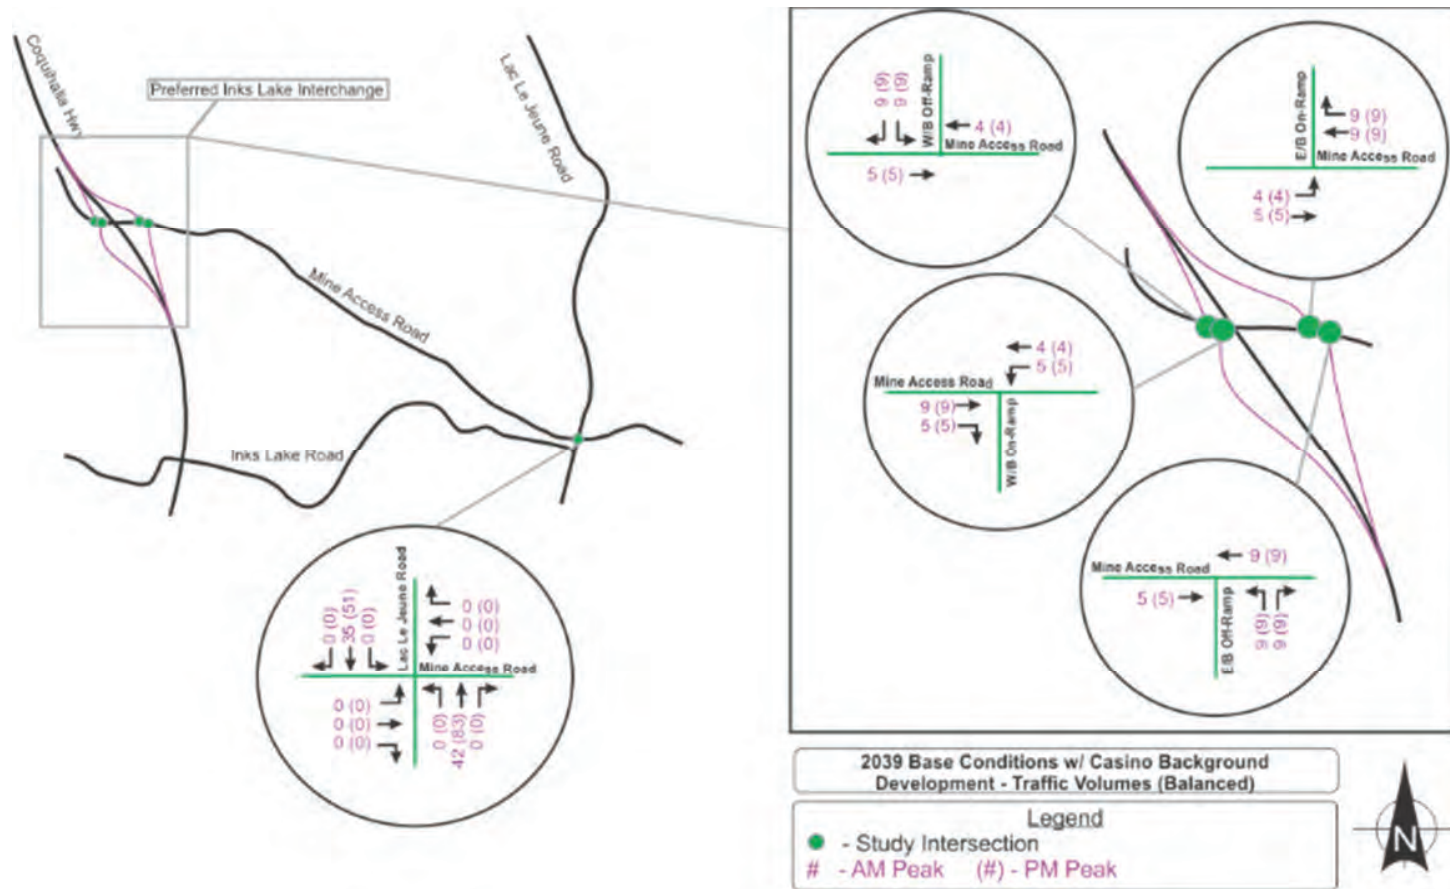 Coquihalla Hwy
Preferred Inks Lake Interchange
Lac Le Jeune Road
Mine Access Road
Inks Lake Road
0 (0)
35 (51)
0 (0)
Lac Le Jeune Road
0 (0)
0 (0)
0 (0)
Mine Access Road
0 (0)
0 (0)
0 (0)
0 (0)
42 (83)
0 (0)
9 (9)
9 (9)
W/B Off-Ramp
4 (4)
Mine Access Road
5 (5)
E/B On-Ramp
9 (9)
9 (9)
Mine Access Road
4 (4)
5 (5)
4 (4)
5 (5)
Mine Access Road
9 (9)
5 (5)
W/B On-Ramp
9 (9)
Mine Access Road
5 (5)
E/B Off-Ramp
9 (9)
9 (9)
2039 Base Conditions w/ Casino Background
Development - Traffic Volumes (Balanced)
Legend
- Study Intersection
# - AM Peak (#) - PM Peak
N